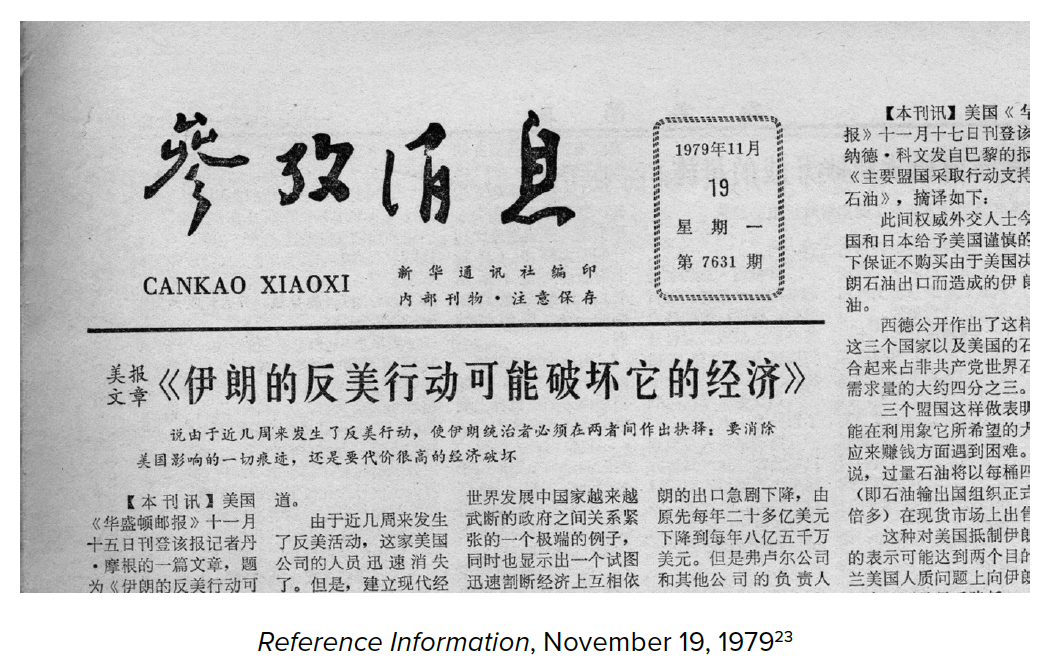 參攷消息
CANKAO XIAOXI
新华通讯社编印
内部刊物·注意保存
1979年11月
19
星期一
第 7631 期
美报
文章
《伊朗的反美行动可能破坏它的经济》
说由于近几周来发生了反美行动，使伊朗统治者必须在两者间作出抉择：要消除
美国影响的一切痕迹，还是要代价很高的经济破坏
【本刊讯】美国
《华盛顿邮报》十一月
十五日刊登该报记者丹
·摩根的一篇文章，题
为《伊朗的反美行动可
道。
由于近几周来发生
了反美活动，这家美国
公司的人员迅速消失
了。但是，建立现代经
世界发展中国家越来越
武断的政府之间关系紧
张的一个极端的例子，
同时也显示出一个试图
迅速割断经济上互相依
朗的出口急剧下降，由
原先每年二十多亿美元
下降到每年八亿五千万
美元。但是弗卢尔公司
和其他公司的负责人
【本刊讯】美国《华
报》十一月十七日刊登该
纳德·科文发自巴黎的报
《主要盟国采取行动支持
石油》，摘译如下：
此间权威外交人士今
国和日本给予美国谨慎的
下保证不购买由于美国决
朗石油出口而造成的伊朗
油。
西德公开作出了这样
这三个国家以及美国的石
合起来占非共产党世界石
需求量的大约四分之三。
三个盟国这样做表明
能在利用象它所希望的大
应来赚钱方面遇到困难。
说，过量石油将以每桶四
（即石油输出国组织正式
倍多）在现货市场上出售
这种对美国抵制伊朗
的表示可能达到两个目的
兰美国人质问题上向伊朗
Reference Information, November 19, 1979²³